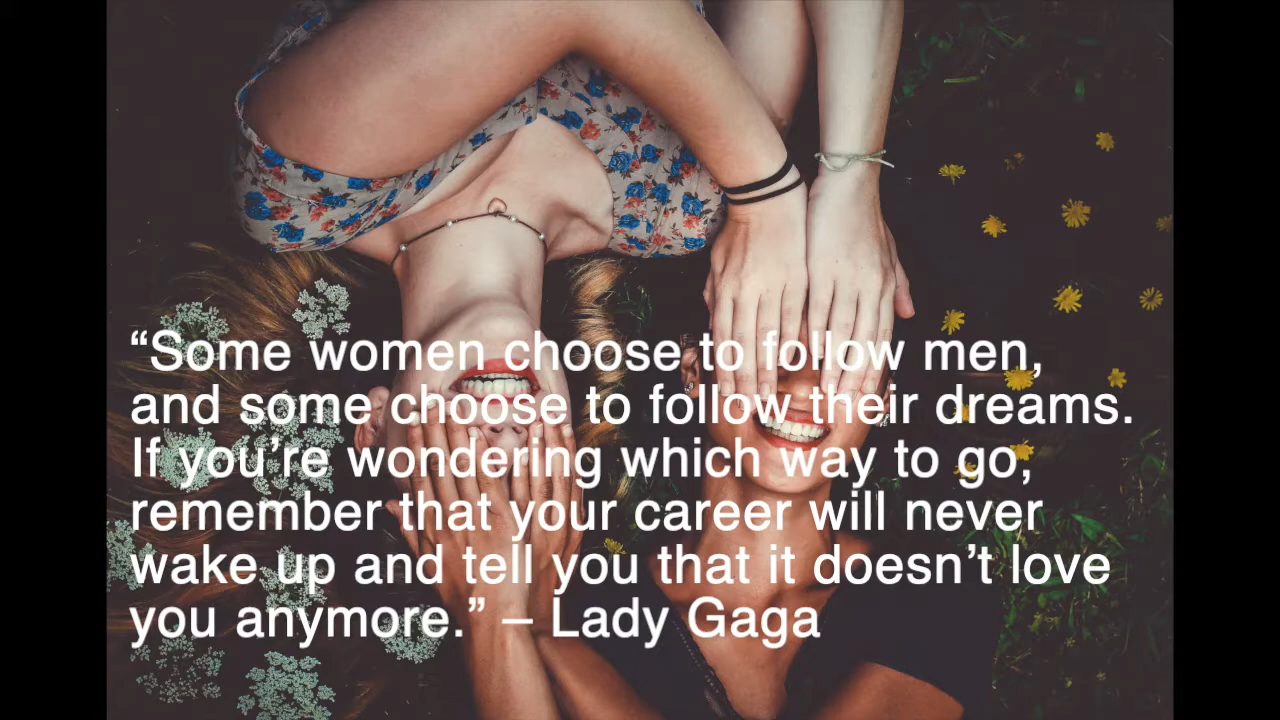 “Some women choose to follow men,
and some choose to follow their dreams.
If you’re wondering which way to go,
remember that your career will never
wake up and tell you that it doesn’t love
you anymore.” – Lady Gaga